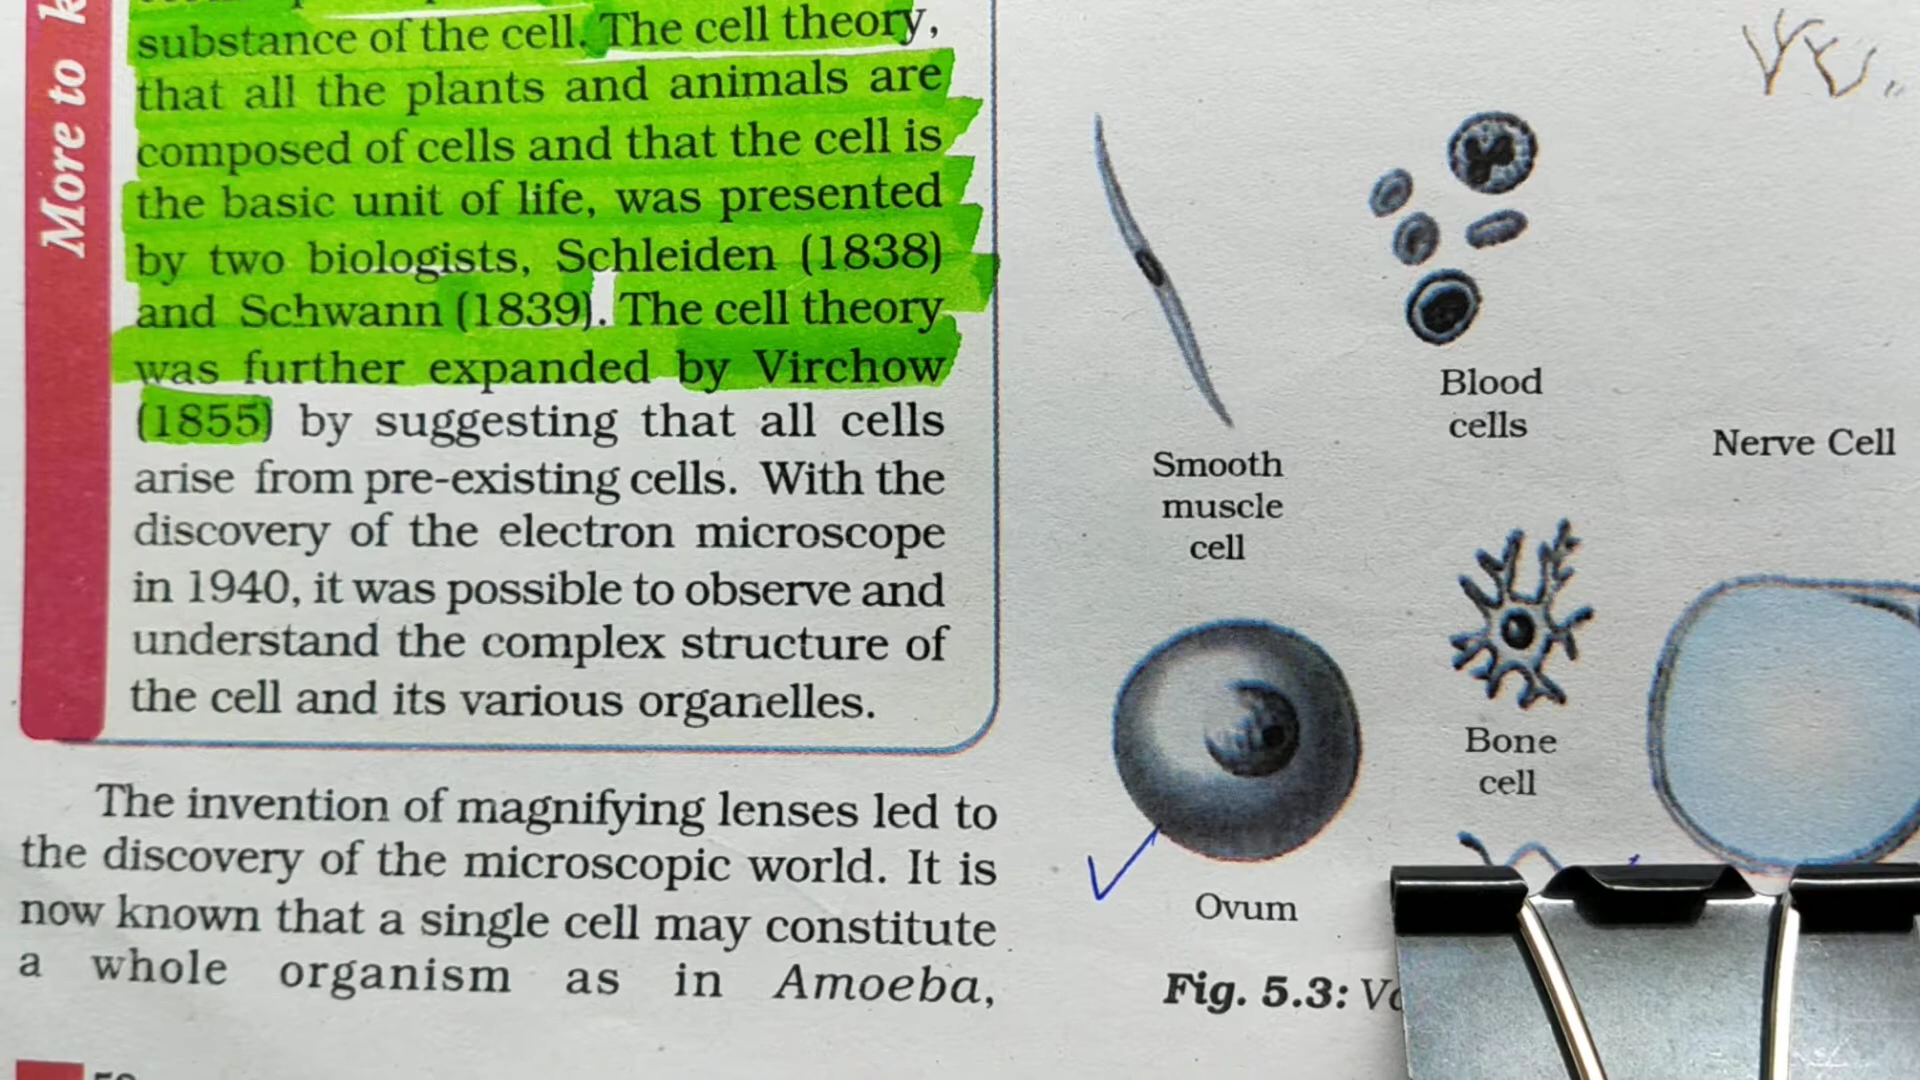 More to
substance of the cell. The cell theory,
that all the plants and animals are
composed of cells and that the cell is
the basic unit of life, was presented
by two biologists, Schleiden (1838)
and Schwann (1839). The cell theory
was further expanded by Virchow
(1855) by suggesting that all cells
arise from pre-existing cells. With the
discovery of the electron microscope
in 1940, it was possible to observe and
understand the complex structure of
the cell and its various organelles.
The invention of magnifying lenses led to
the discovery of the microscopic world. It is
now known that a single cell may constitute
a whole organism as in Amoeba,
Smooth
muscle
cell
Blood
cells
Nerve Cell
Bone
cell
Ovum
Fig. 5.3: